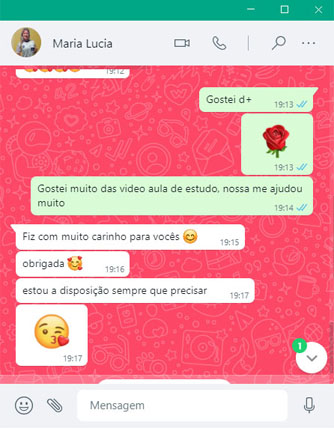 Maria Lucia
19:12
Gostei d+
19:13
19:13
Gostei muito das video aula de estudo, nossa me ajudou
muito
19:14
Fiz com muito carinho para vocês 😊
19:15
obrigada 🥰
19:16
estou a disposição sempre que precisar
19:17
19:17
1
Mensagem